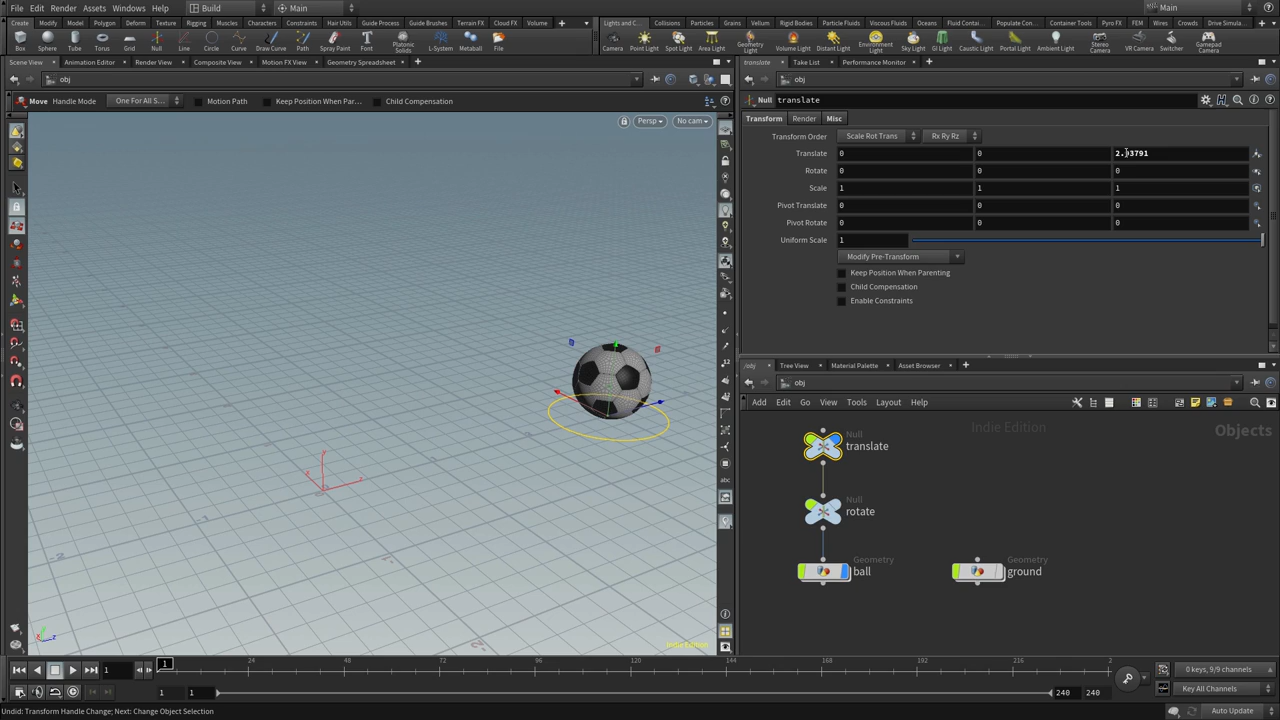 File Edit Render Assets Windows Help Build Main Main
Create Modify Model Polygon Deform Texture Rigging Muscles Characters Constraints Hair Utils Guide Process Guide Brushes Terrain FX Cloud FX Volume
Lights and C... Collisions Particles Grains Vellum Rigid Bodies Particle Fluids Viscous Fluids Oceans Fluid Contai... Populate Con... Container Tools Pyro FX FEM Wires Crowds Drive Simula...
Box Sphere Tube Torus Grid Null Line Circle Curve Draw Curve Path Spray Paint Font Platonic Solids L-System Metaball File
Camera Point Light Spot Light Area Light Geometry Light Volume Light Distant Light Environment Light Sky Light GI Light Caustic Light Portal Light Ambient Light Stereo Camera VR Camera Switcher Gamepad Camera
Scene View Animation Editor Render View Composite View Motion FX View Geometry Spreadsheet
obj
Move Handle Mode One For All S... Motion Path Keep Position When Par... Child Compensation
Persp No cam
abc
Indie Edition
translate Take List Performance Monitor
obj
Null translate
Transform Render Misc
Transform Order Scale Rot Trans Rx Ry Rz
Translate 0 0
Rotate 0 0 0
Scale 1 1 1
Pivot Translate 0 0 0
Pivot Rotate 0 0 0
Uniform Scale 1
Modify Pre-Transform
Keep Position When Parenting
Child Compensation
Enable Constraints
/obj Tree View Material Palette Asset Browser
obj
Add Edit Go View Tools Layout Help
Indie Edition Objects
Null
translate
Null
rotate
Geometry
ball
Geometry
ground
1 1 24 48 72 96 120 144 168 192 216 2
0 keys, 9/9 channels
1 1 240 240
Key All Channels
Undid: Transform Handle Change; Next: Change Object Selection
Auto Update